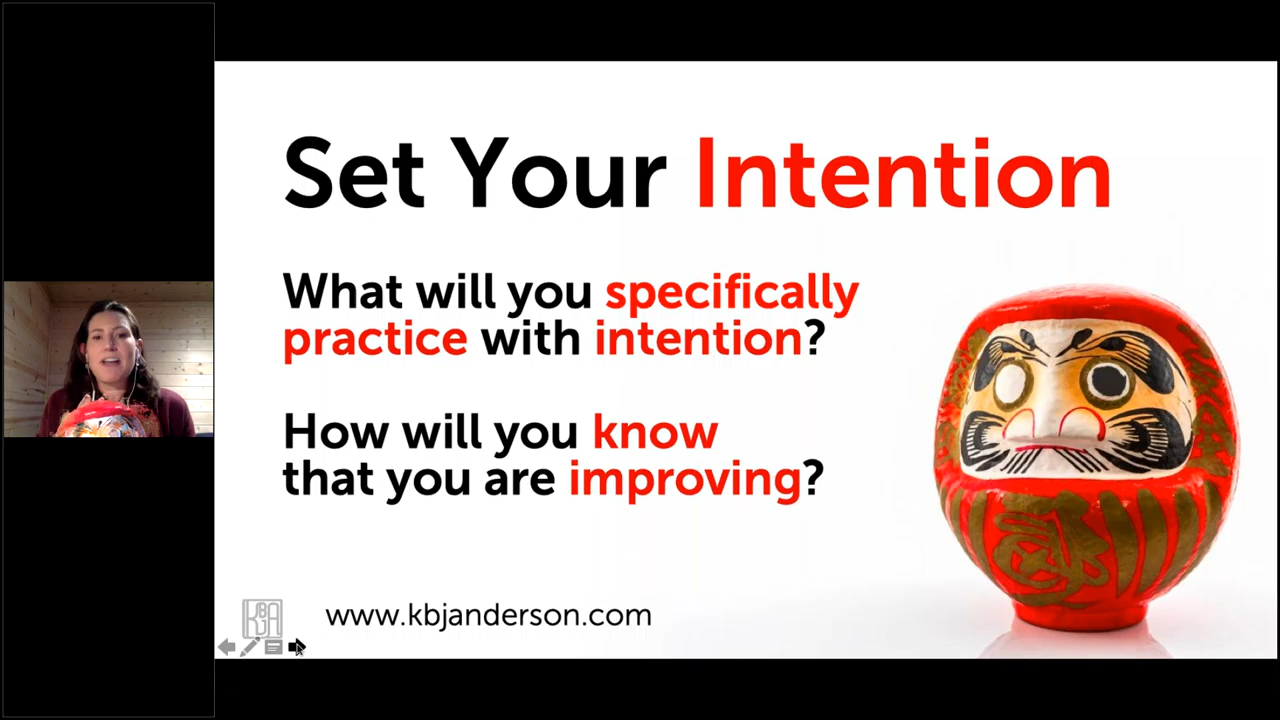 Set Your Intention
What will you specifically
practice with intention?
How will you know
that you are improving?
KBJA
www.kbjanderson.com